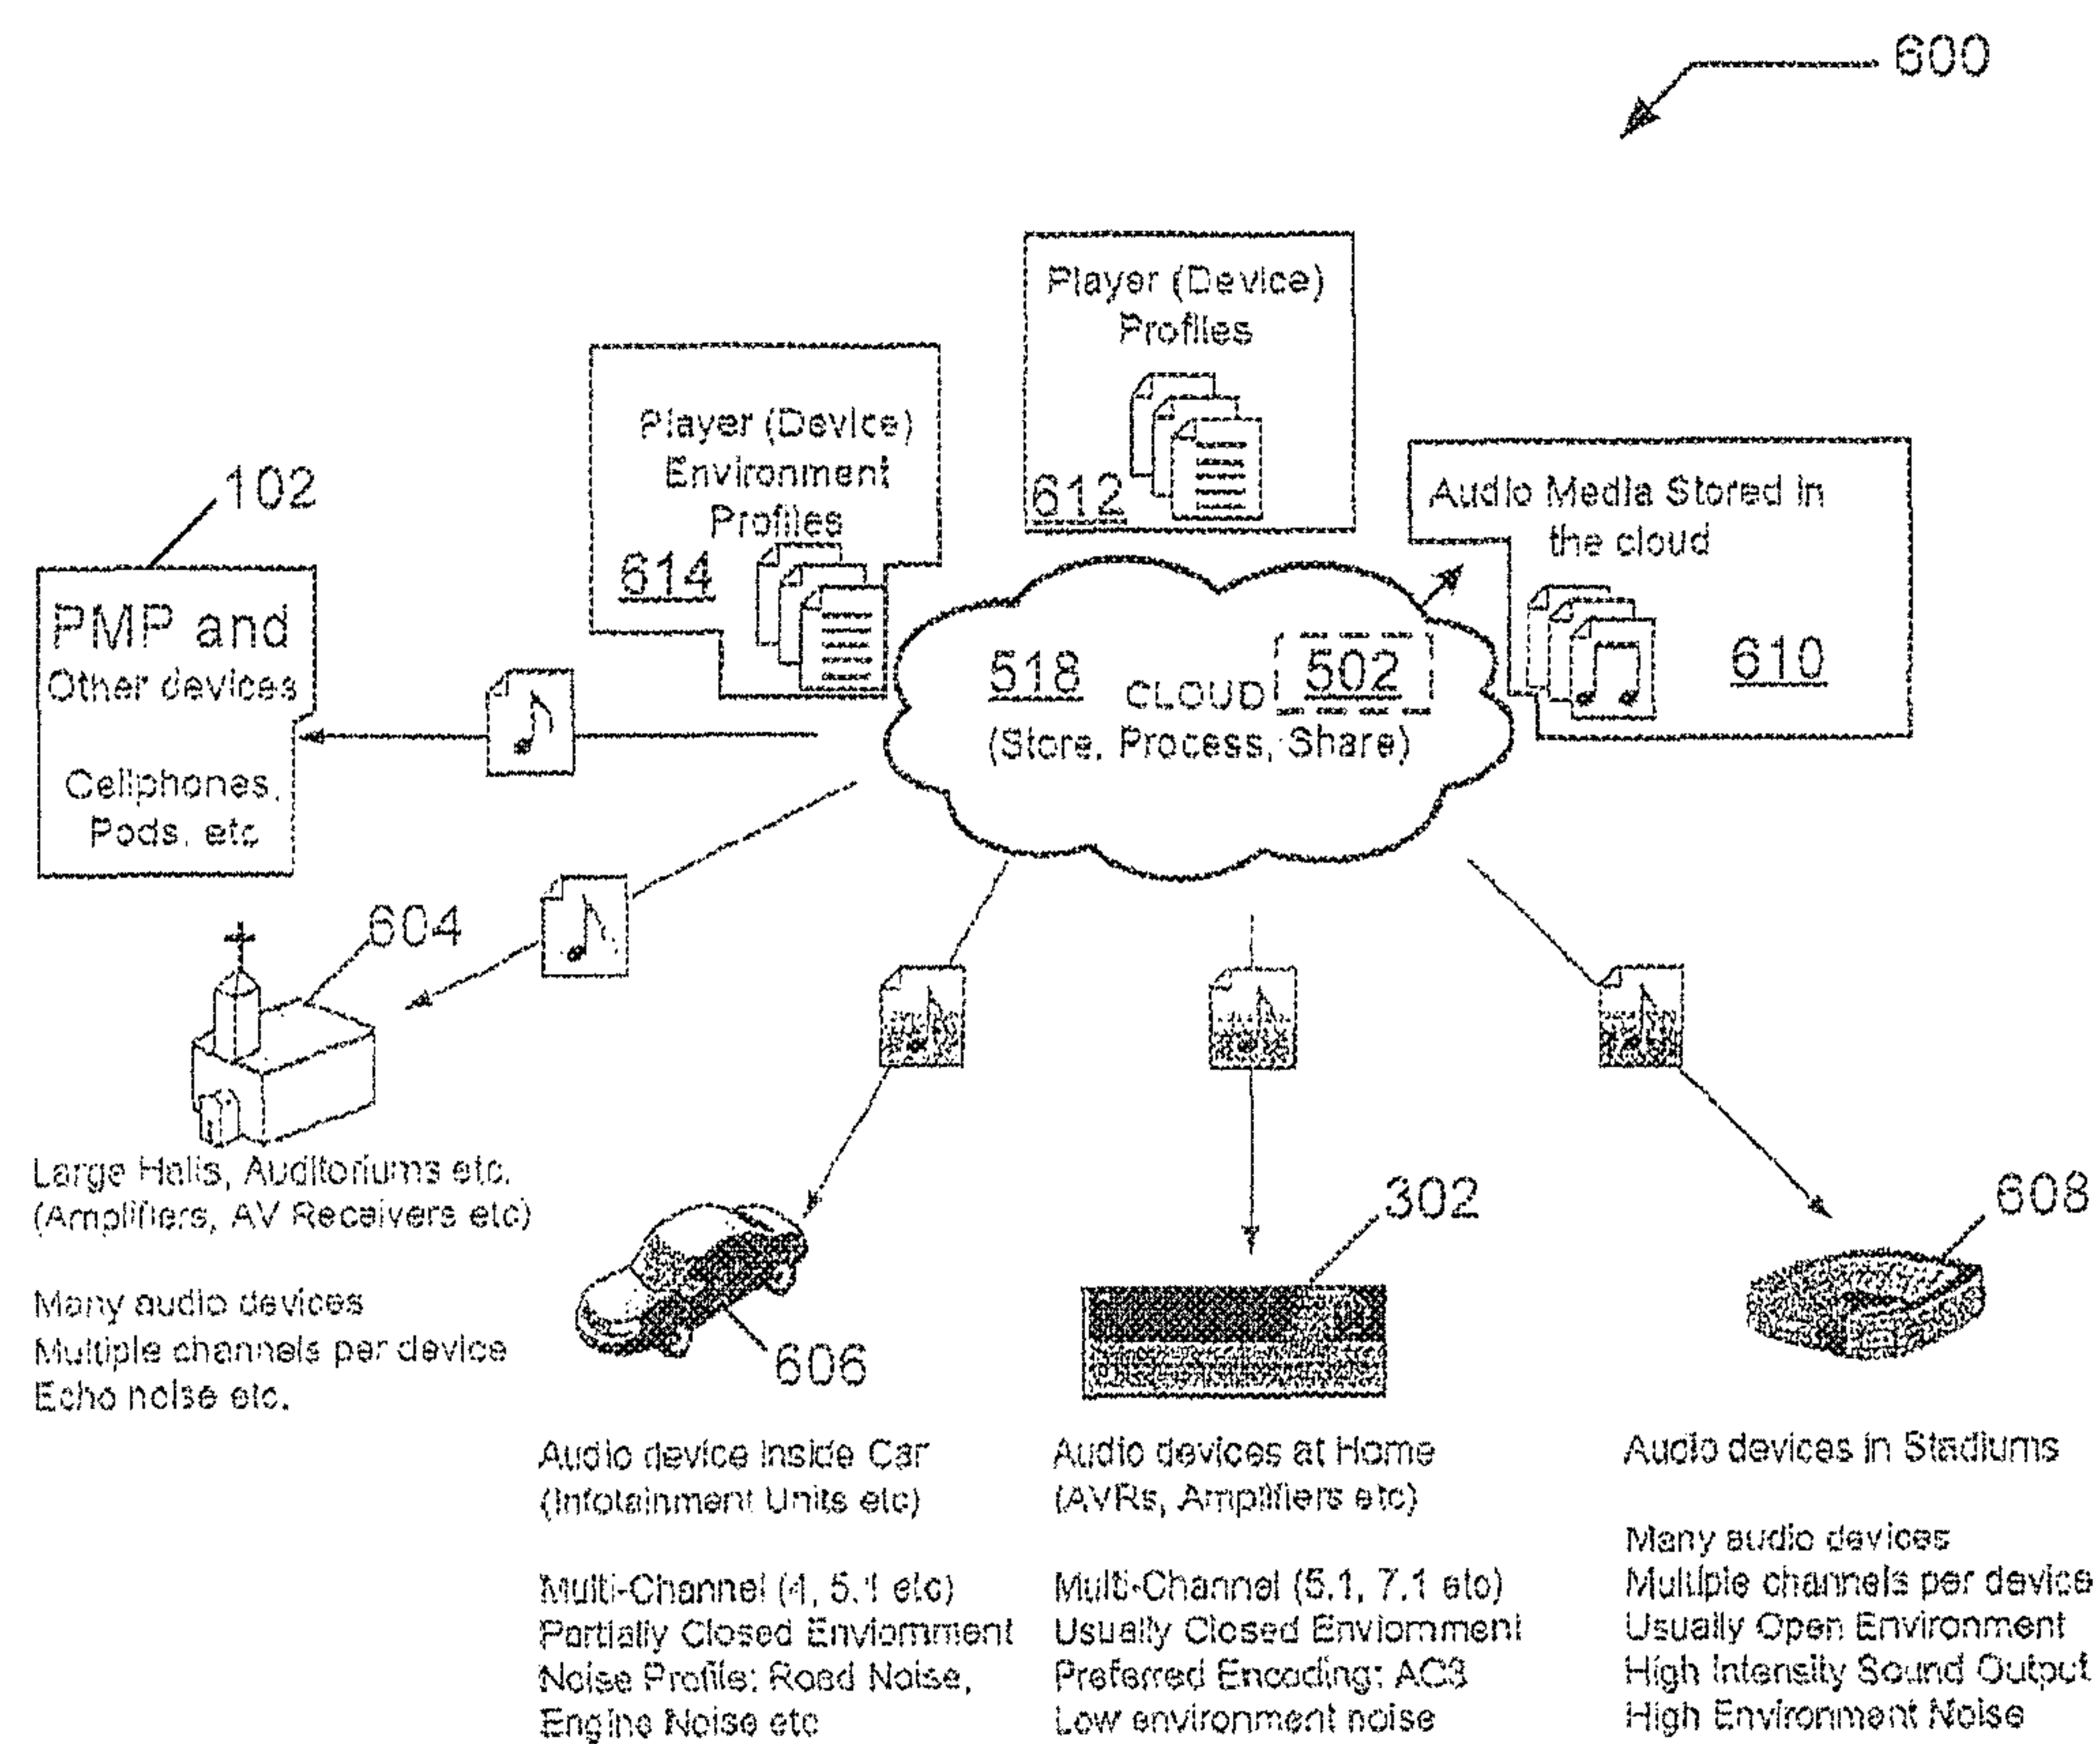 600
Player (Device)
Profiles
612
Player (Device)
Environment
Profiles
614
Audio Media Stored in
the cloud
610
102
PMP and
Other devices
Cellphones,
Pods, etc
518
CLOUD
502
(Store, Process, Share)
604
Large Halls, Auditoriums etc.
(Amplifiers, AV Receivers etc)
Many audio devices
Multiple channels per device
Echo noise etc.
606
Audio device inside Car
(Infotainment Units etc)
Multi-Channel (4, 5.1 etc)
Partially Closed Enviornment
Noise Profile: Road Noise,
Engine Noise etc
302
Audio devices at Home
(AVRs, Amplifiers etc)
Multi-Channel (5.1, 7.1 etc)
Usually Closed Enviornment
Preferred Encoding: AC3
Low environment noise
608
Audio devices in Stadiums
Many audio devices
Multiple channels per device
Usually Open Environment
High Intensity Sound Output
High Environment Noise